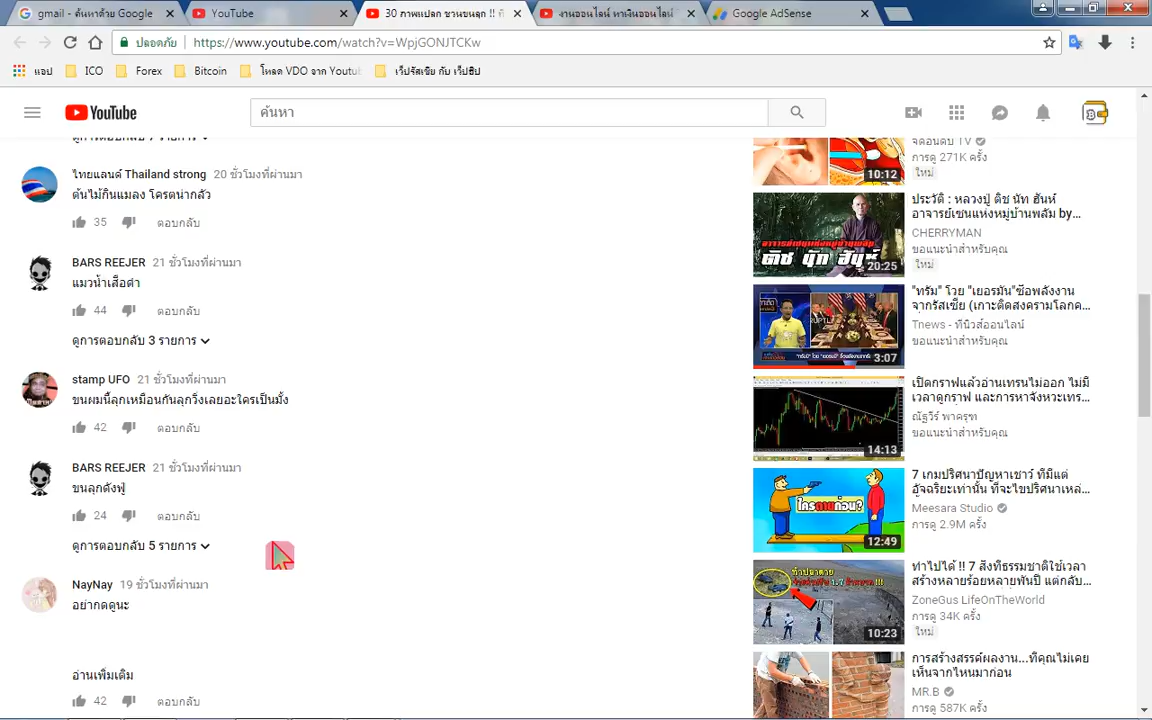 gmail - ค้นหาด้วย Google
YouTube
30 ภาพแปลก ชวนขนลุก !! ก้
งานออนไลน์ หาเงินออนไลน์
Google AdSense
ปลอดภัย
https://www.youtube.com/watch?v=WpjGONJTCKw
แอป
ICO
Forex
Bitcoin
โหลด VDO จาก Youtub
เว็ปรัสเซีย กับ เว็ปฮิป
YouTube
ค้นหา
ไทยแลนด์ Thailand strong 20 ชั่วโมงที่ผ่านมา
ต้นไม้กินแมลง โครตน่ากลัว
35 ตอบกลับ
BARS REEJER 21 ชั่วโมงที่ผ่านมา
แมวน้ำเสือดำ
44 ตอบกลับ
ดูการตอบกลับ 3 รายการ
stamp UFO 21 ชั่วโมงที่ผ่านมา
ขนผมนี้ลุกเหมือนกันลุกวิ่งเลยอะใครเป็นมั้ง
42 ตอบกลับ
BARS REEJER 21 ชั่วโมงที่ผ่านมา
ขนลุกดังฟู่
24 ตอบกลับ
ดูการตอบกลับ 5 รายการ
NayNay 19 ชั่วโมงที่ผ่านมา
อย่ากดดูนะ
อ่านเพิ่มเติม
42 ตอบกลับ
จัดอันดับ TV
การดู 271K ครั้ง
ใหม่
10:12
ประวัติ : หลวงปู่ ติช นัท ฮันห์
อาจารย์เซนแห่งหมู่บ้านพลัม by...
CHERRYMAN
ขอแนะนำสำหรับคุณ
ใหม่
ติช นัท ฮันห์
20:25
"ทรัม" โวย "เยอรมัน"ซื้อพลังงาน
จากรัสเซีย (เกาะติดสงครามโลกค...
Tnews - ทีนิวส์ออนไลน์
ขอแนะนำสำหรับคุณ
3:07
เปิดกราฟแล้วอ่านเทรนไม่ออก ไม่มี
เวลาดูกราฟ และการหาจังหวะเทร...
ณัฐวีร์ พาครุฑ
ขอแนะนำสำหรับคุณ
14:13
7 เกมปริศนาปัญหาเชาว์ ที่มีแต่
อัจฉริยะเท่านั้น ที่จะไขปริศนาเหล่...
Meesara Studio
การดู 2.9M ครั้ง
ใครตายก่อน?
12:49
ทำไปได้ !! 7 สิ่งที่ธรรมชาติใช้เวลา
สร้างหลายร้อยหลายพันปี แต่กลับ...
ZoneGus LifeOnTheWorld
การดู 34K ครั้ง
ใหม่
10:23
การสร้างสรรค์ผลงาน...ที่คุณไม่เคย
เห็นจากไหนมาก่อน
MR.B
การดู 587K ครั้ง